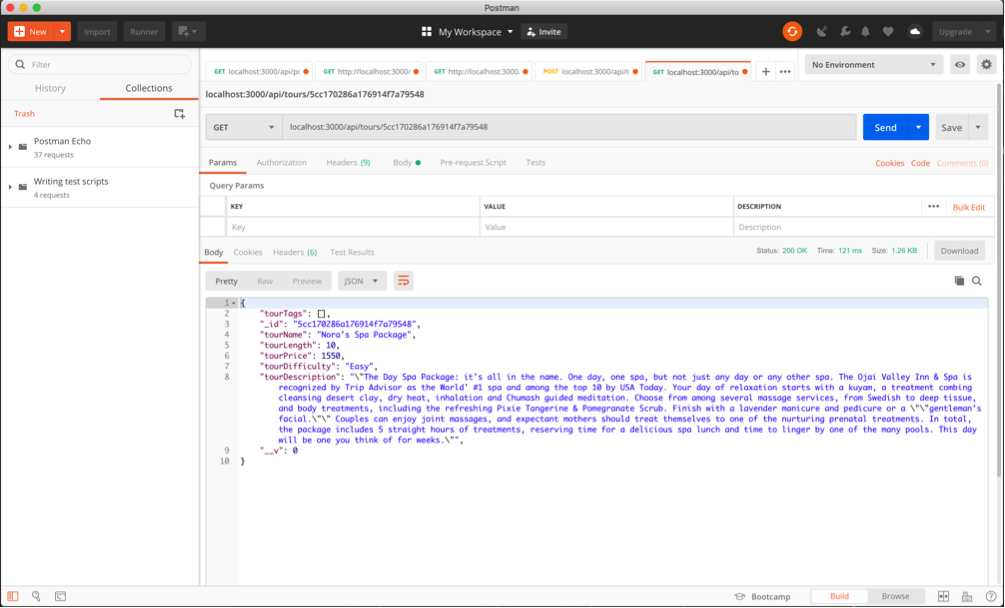 Postman
New
Import
Runner
My Workspace
Invite
Upgrade
Filter
History
Collections
Trash
Postman Echo
37 requests
Writing test scripts
4 requests
GET localhost:3000/api/pc
GET http://localhost:3000/
GET http://localhost:3000.
POST localhost:3000/api/t
GET localhost:3000/api/to
No Environment
localhost:3000/api/tours/5cc170286a176914f7a79548
GET
localhost:3000/api/tours/5cc170286a176914f7a79548
Send
Save
Params
Authorization
Headers (9)
Body
Pre-request Script
Tests
Cookies
Code
Comments (0)
Query Params
KEY
VALUE
DESCRIPTION
Bulk Edit
Key
Value
Description
Body
Cookies
Headers (6)
Test Results
Status: 200 OK
Time: 121 ms
Size: 1.26 KB
Download
Pretty
Raw
Preview
JSON
1 {
2 "tourTags": [],
3 "_id": "5cc170286a176914f7a79548",
4 "tourName": "Nora's Spa Package",
5 "tourLength": 10,
6 "tourPrice": 1550,
7 "tourDifficulty": "Easy",
8 "tourDescription": "\"The Day Spa Package: it's all in the name. One day, one spa, but not just any day or any other spa. The Ojai Valley Inn & Spa is
recognized by Trip Advisor as the World' #1 spa and among the top 10 by USA Today. Your day of relaxation starts with a kuyam, a treatment combing
cleansing desert clay, dry heat, inhalation and Chumash guided meditation. Choose from among several massage services, from Swedish to deep tissue,
and body treatments, including the refreshing Pixie Tangerine & Pomegranate Scrub. Finish with a lavender manicure and pedicure or a \"\"gentleman's
facial.\"\" Couples can enjoy joint massages, and expectant mothers should treat themselves to one of the nurturing prenatal treatments. In total,
the package includes 5 straight hours of treatments, reserving time for a delicious spa lunch and time to linger by one of the many pools. This day
will be one you think of for weeks.\"",
9 "__v": 0
10 }
Bootcamp
Build
Browse